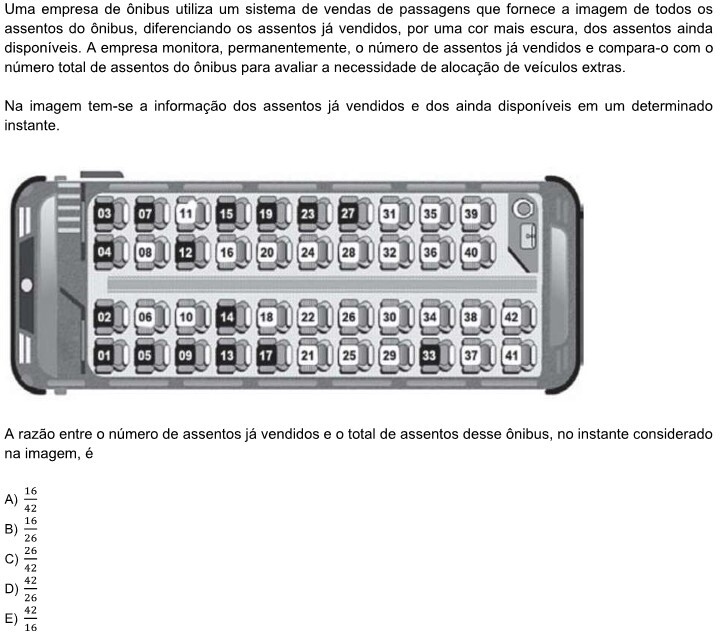 Uma empresa de ônibus utiliza um sistema de vendas de passagens que fornece a imagem de todos os
assentos do ônibus, diferenciando os assentos já vendidos, por uma cor mais escura, dos assentos ainda
disponíveis. A empresa monitora, permanentemente, o número de assentos já vendidos e compara-o com o
número total de assentos do ônibus para avaliar a necessidade de alocação de veículos extras.
Na imagem tem-se a informação dos assentos já vendidos e dos ainda disponíveis em um determinado
instante.
03 07 11 15 19 23 27 31 35 39
04 08 12 16 20 24 28 32 36 40
02 06 10 14 18 22 26 30 34 38 42
01 05 09 13 17 21 25 29 33 37 41
A razão entre o número de assentos já vendidos e o total de assentos desse ônibus, no instante considerado
na imagem, é
A) 16/42
B) 16/26
C) 26/42
D) 42/26
E) 42/16